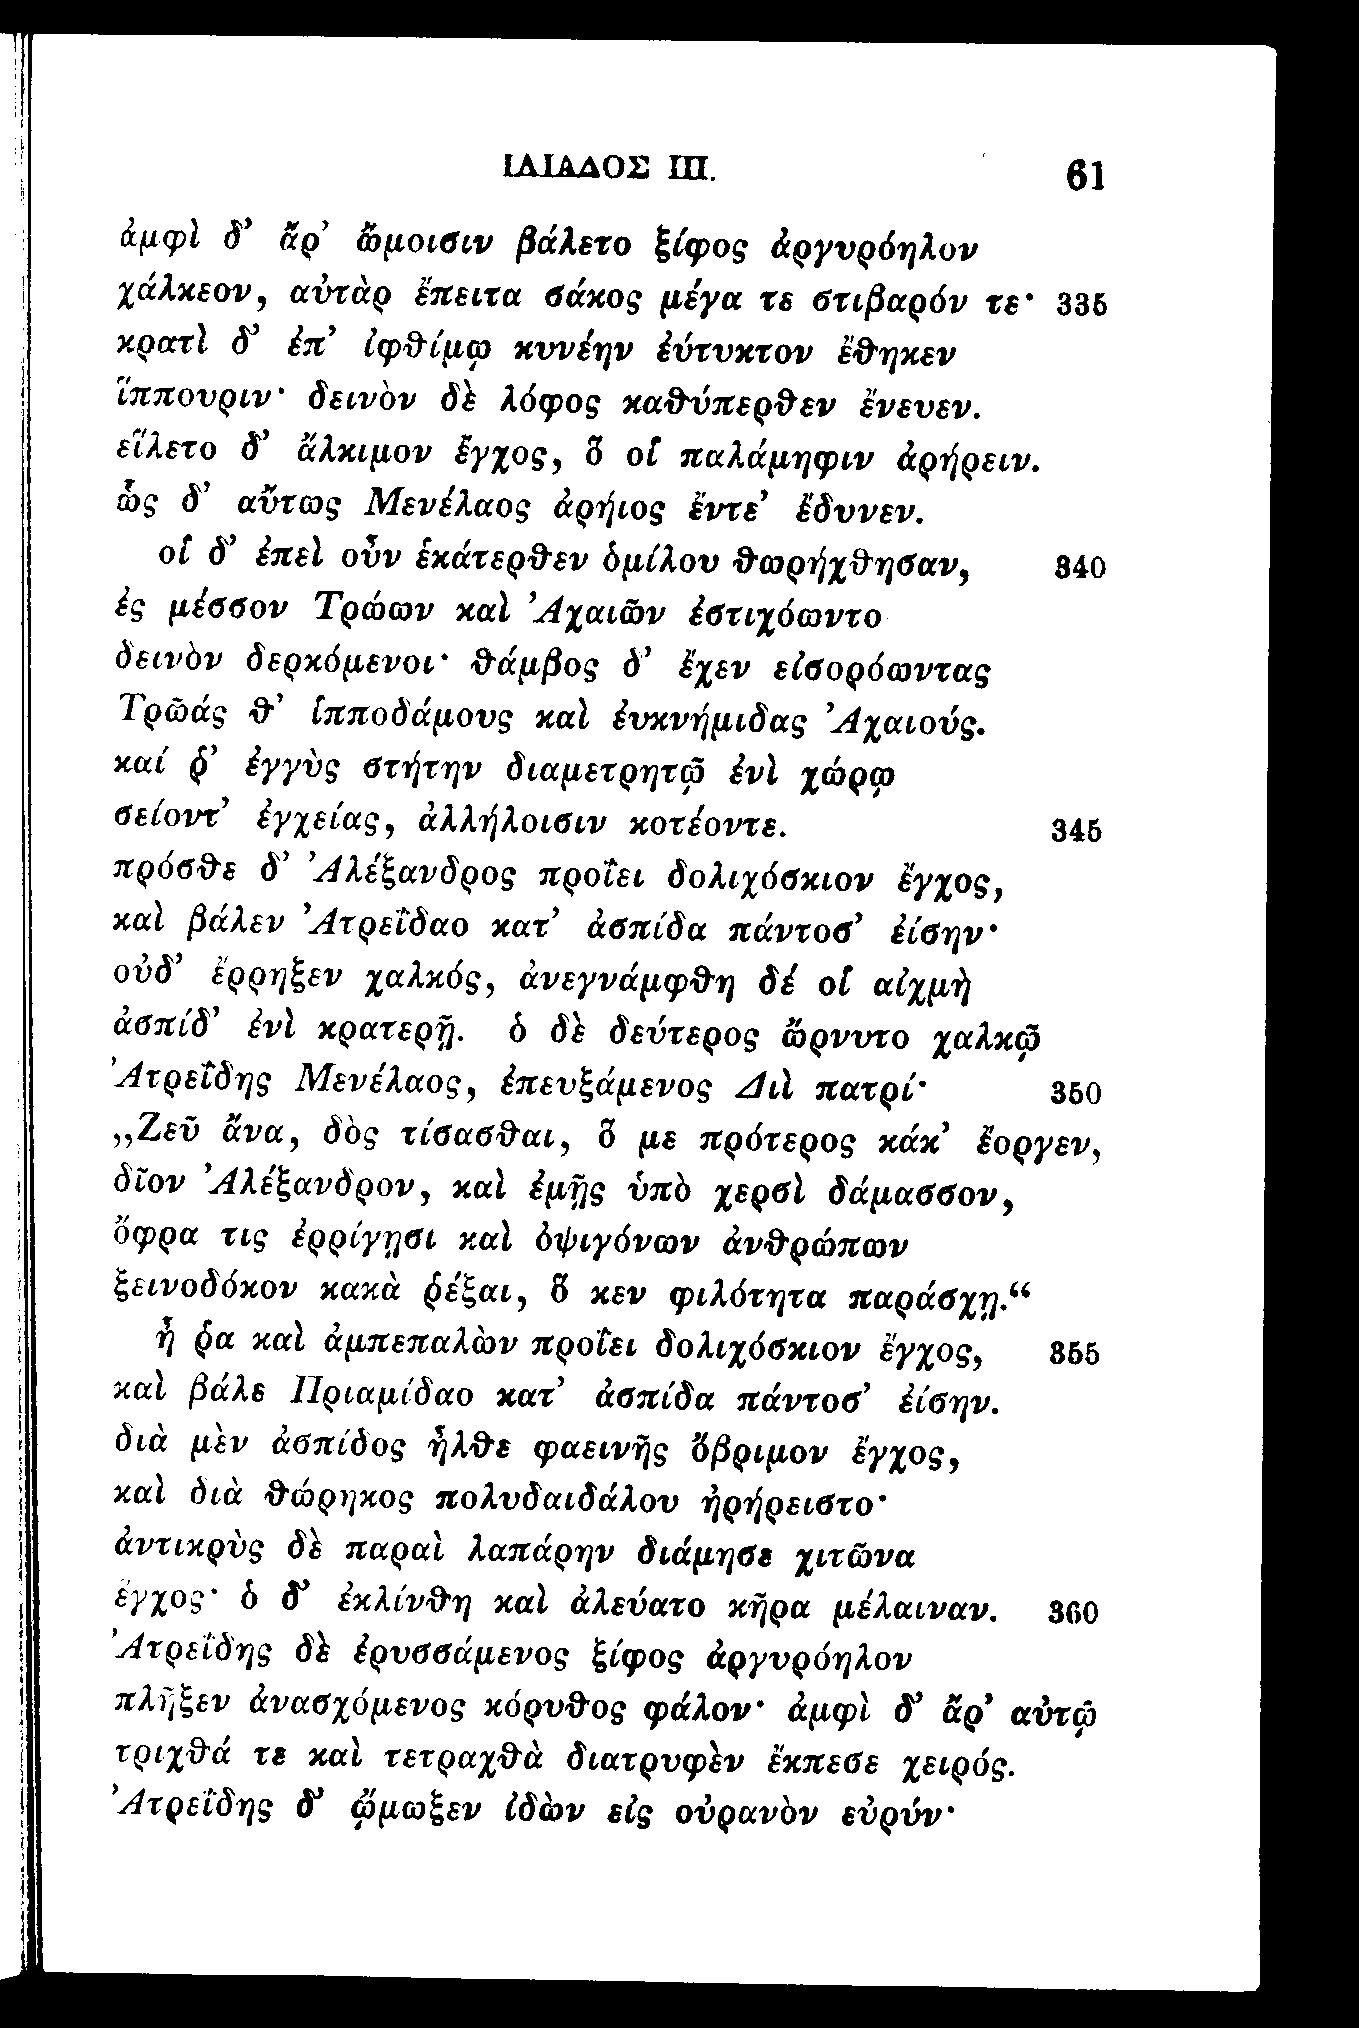 ΙΛΙΑΔΟΣ III. 61
ἀμφὶ δ’ ἄρ’ ὤμοισιν βάλετο ξίφος ἀργυρόηλον
χάλκεον, αὐτὰρ ἔπειτα σάκος μέγα τε στιβαρόν τε· 335
κρατὶ δ’ ἐπ’ ἰφθίμῳ κυνέην ἐύτυκτον ἔθηκεν
ἵππουριν· δεινὸν δὲ λόφος καθύπερθεν ἔνευεν.
εἵλετο δ’ ἄλκιμον ἔγχος, ὅ οἱ παλάμηφιν ἀρήρειν.
ὣς δ’ αὔτως Μενέλαος ἀρήιος ἔντε’ ἔδυνεν.
οἳ δ’ ἐπεὶ οὖν ἑκάτερθεν ὁμίλου θωρήχθησαν, 340
ἐς μέσσον Τρώων καὶ Ἀχαιῶν ἐστιχόωντο
δεινὸν δερκόμενοι· θάμβος δ’ ἔχεν εἰσορόωντας
Τρῶάς θ’ ἱπποδάμους καὶ ἐυκνήμιδας Ἀχαιούς.
καί ῥ’ ἐγγὺς στήτην διαμετρητῷ ἐνὶ χώρῳ
σείοντ’ ἐγχείας, ἀλλήλοισιν κοτέοντε. 345
πρόσθε δ’ Ἀλέξανδρος προΐει δολιχόσκιον ἔγχος,
καὶ βάλεν Ἀτρεΐδαο κατ’ ἀσπίδα πάντοσ’ ἐίσην·
οὐδ’ ἔρρηξεν χαλκός, ἀνεγνάμφθη δέ οἱ αἰχμὴ
ἀσπίδ’ ἐνὶ κρατερῇ. ὁ δὲ δεύτερος ὤρνυτο χαλκῷ
Ἀτρεΐδης Μενέλαος, ἐπευξάμενος Διὶ πατρί· 350
„Ζεῦ ἄνα, δὸς τίσασθαι, ὅ με πρότερος κάκ’ ἔοργεν,
δῖον Ἀλέξανδρον, καὶ ἐμῇς ὑπὸ χερσὶ δάμασσον,
ὄφρα τις ἐρρίγῃσι καὶ ὀψιγόνων ἀνθρώπων
ξεινοδόκον κακὰ ῥέξαι, ὅ κεν φιλότητα παράσχῃ.“
ἦ ῥα καὶ ἀμπεπαλὼν προΐει δολιχόσκιον ἔγχος, 355
καὶ βάλε Πριαμίδαο κατ’ ἀσπίδα πάντοσ’ ἐίσην.
διὰ μὲν ἀσπίδος ἦλθε φαεινῆς ὄβριμον ἔγχος,
καὶ διὰ θώρηκος πολυδαιδάλου ἠρήρειστο·
ἀντικρὺς δὲ παραὶ λαπάρην διάμησε χιτῶνα
ἔγχος· ὁ δ’ ἐκλίνθη καὶ ἀλεύατο κῆρα μέλαιναν. 360
Ἀτρεΐδης δὲ ἐρυσσάμενος ξίφος ἀργυρόηλον
πλῆξεν ἀνασχόμενος κόρυθος φάλον· ἀμφὶ δ’ ἄρ’ αὐτῷ
τριχθά τε καὶ τετραχθὰ διατρυφὲν ἔκπεσε χειρός.
Ἀτρεΐδης δ’ ᾤμωξεν ἰδὼν εἰς οὐρανὸν εὐρύν·